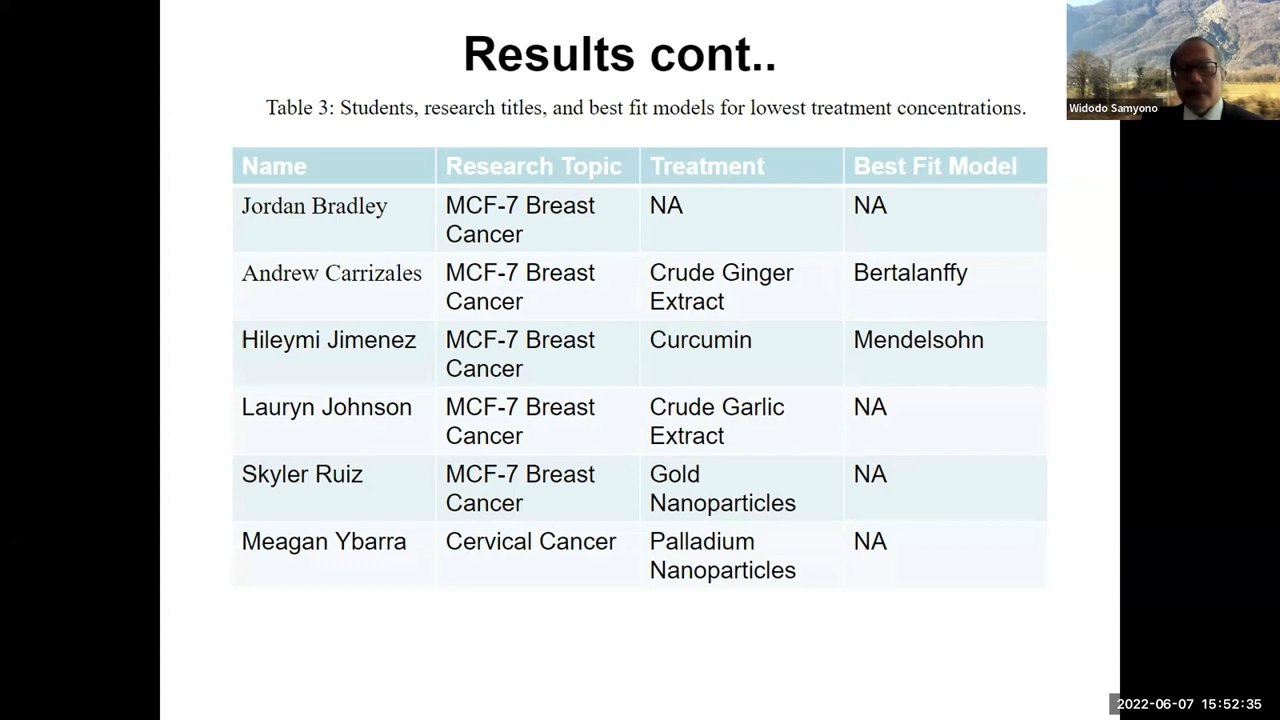 Results cont..
Widodo Samyono
Table 3: Students, research titles, and best fit models for lowest treatment concentrations.
Name Research Topic Treatment Best Fit Model
Jordan Bradley MCF-7 Breast Cancer NA NA
Andrew Carrizales MCF-7 Breast Cancer Crude Ginger Extract Bertalanffy
Hileymi Jimenez MCF-7 Breast Cancer Curcumin Mendelsohn
Lauryn Johnson MCF-7 Breast Cancer Crude Garlic Extract NA
Skyler Ruiz MCF-7 Breast Cancer Gold Nanoparticles NA
Meagan Ybarra Cervical Cancer Palladium Nanoparticles NA
2022-06-07 15:52:35